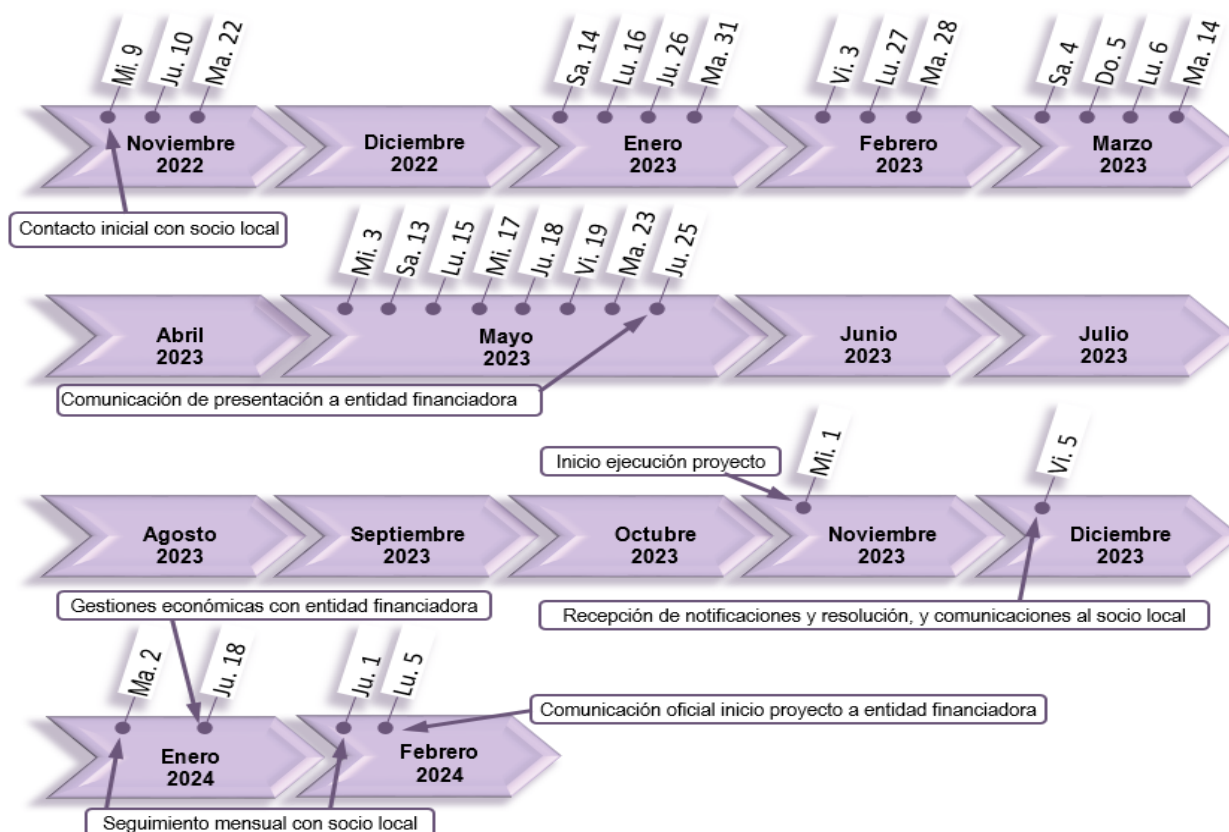 Mi. 9
Ju. 10
Ma. 22
Sa. 14
Lu. 16
Ju. 26
Ma. 31
Vi. 3
Lu. 27
Ma. 28
Sa. 4
Do. 5
Lu. 6
Ma. 14
Noviembre
2022
Diciembre
2022
Enero
2023
Febrero
2023
Marzo
2023
Contacto inicial con socio local
Mi. 3
Sa. 13
Lu. 15
Mi. 17
Ju. 18
Vi. 19
Ma. 23
Ju. 25
Abril
2023
Mayo
2023
Junio
2023
Julio
2023
Comunicación de presentación a entidad financiadora
Inicio ejecución proyecto
Mi. 1
Vi. 5
Agosto
2023
Septiembre
2023
Octubre
2023
Noviembre
2023
Diciembre
2023
Gestiones económicas con entidad financiadora
Recepción de notificaciones y resolución, y comunicaciones al socio local
Ma. 2
Ju. 18
Ju. 1
Lu. 5
Comunicación oficial inicio proyecto a entidad financiadora
Enero
2024
Febrero
2024
Seguimiento mensual con socio local